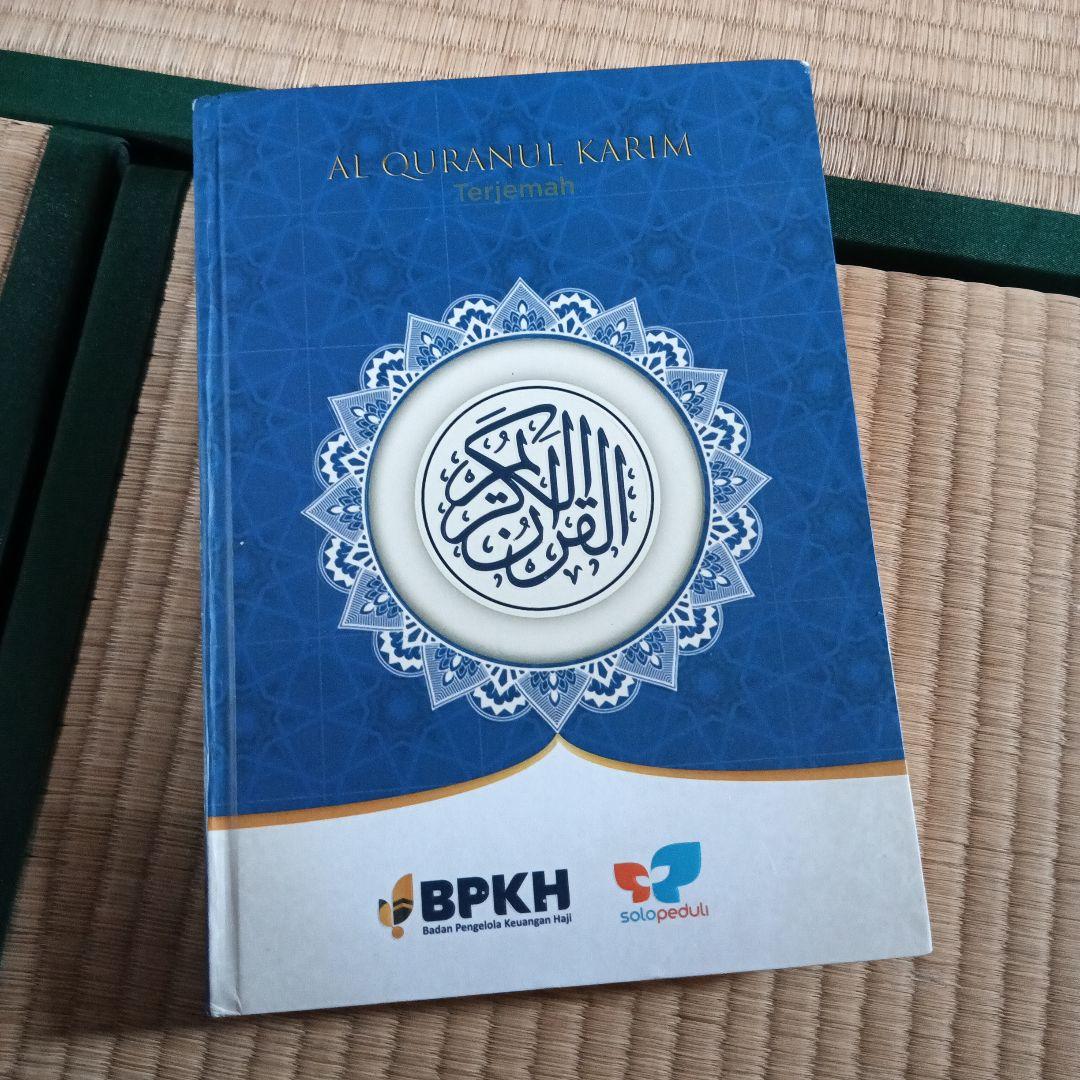 AL QURANUL KARIM
Terjemah
القرآن الكريم
BPKH
Badan Pengelola Keuangan Haji
solopeduli